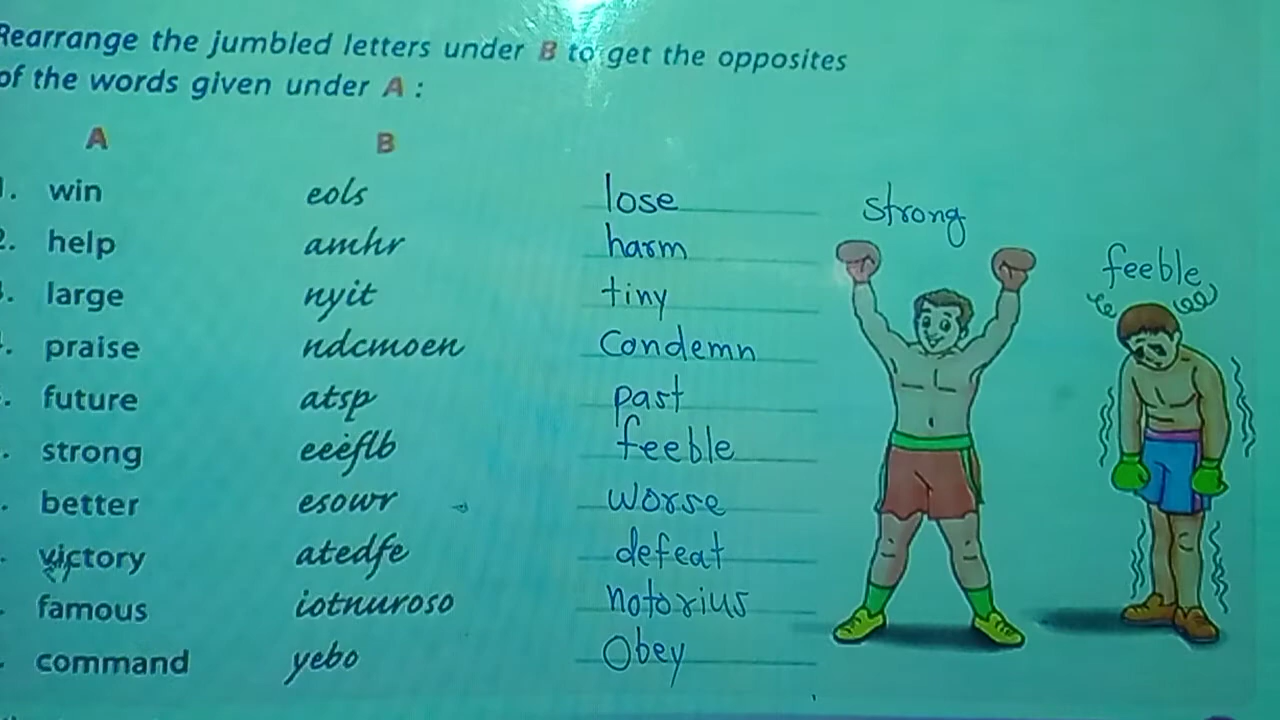 Rearrange the jumbled letters under B to get the opposites
of the words given under A :
A B
1. win eols lose
2. help amhr harm
. large nyit tiny
. praise ndcmoen Condemn
. future atsp past
. strong eeeflb feeble
. better esowr worse
. victory atedfe defeat
. famous iotnuroso notorius
. command yebo Obey
strong
feeble